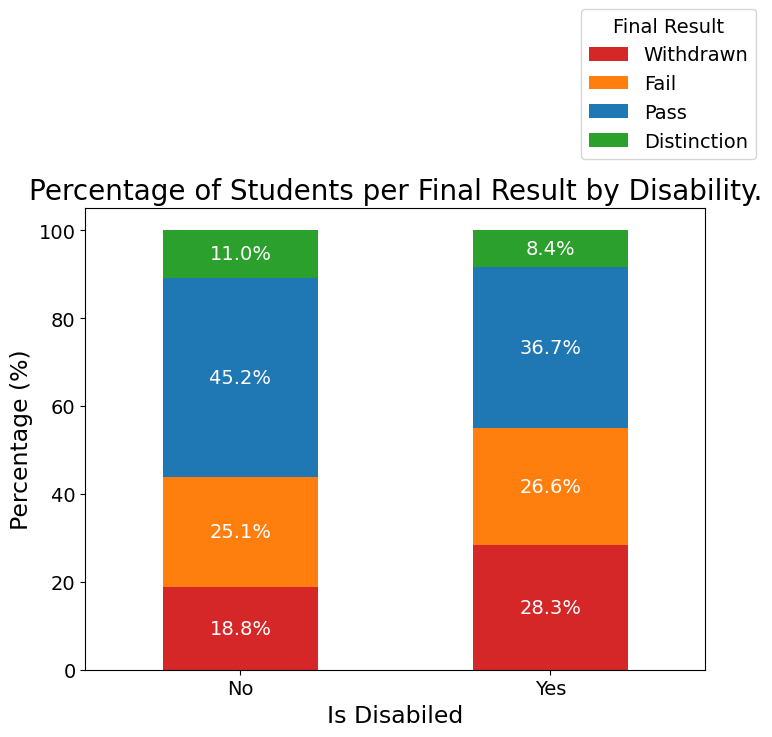 Final Result
Withdrawn
Fail
Pass
Distinction
Percentage of Students per Final Result by Disability.
Percentage (%)
100
80
60
40
20
0
11.0%
45.2%
25.1%
18.8%
8.4%
36.7%
26.6%
28.3%
No
Yes
Is Disabiled